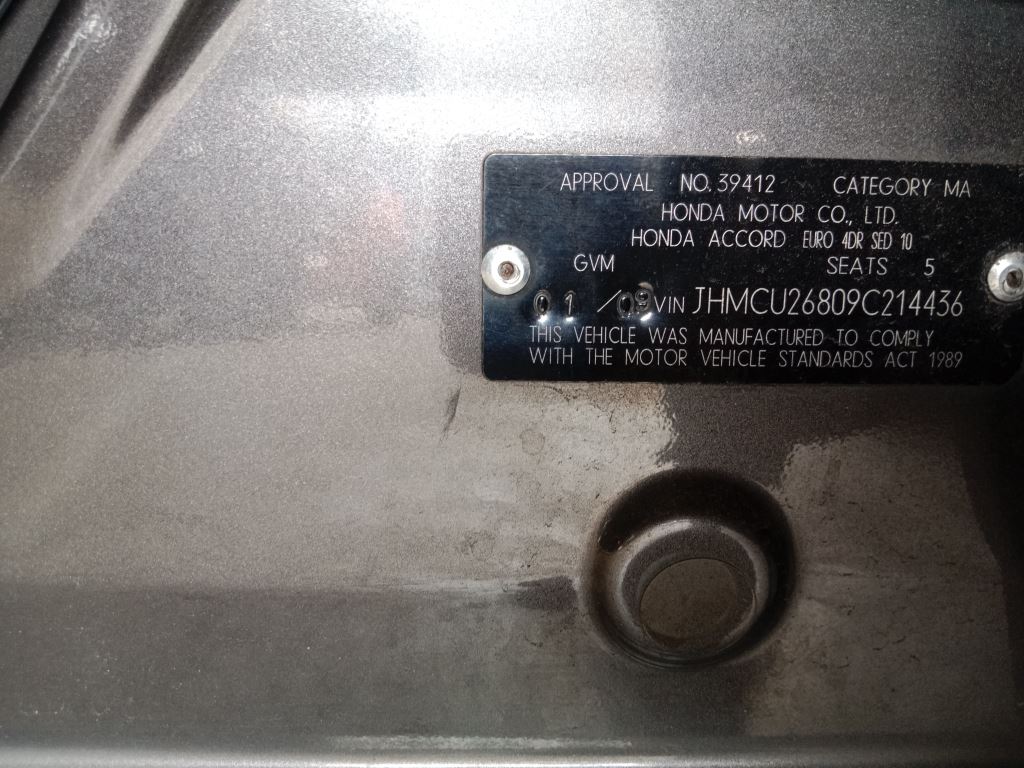 APPROVAL NO. 39412 CATEGORY MA
HONDA MOTOR CO., LTD.
HONDA ACCORD EURO 4DR SED 10
GVM SEATS 5
01/09 VIN JHMCU26809C214436
THIS VEHICLE WAS MANUFACTURED TO COMPLY
WITH THE MOTOR VEHICLE STANDARDS ACT 1989